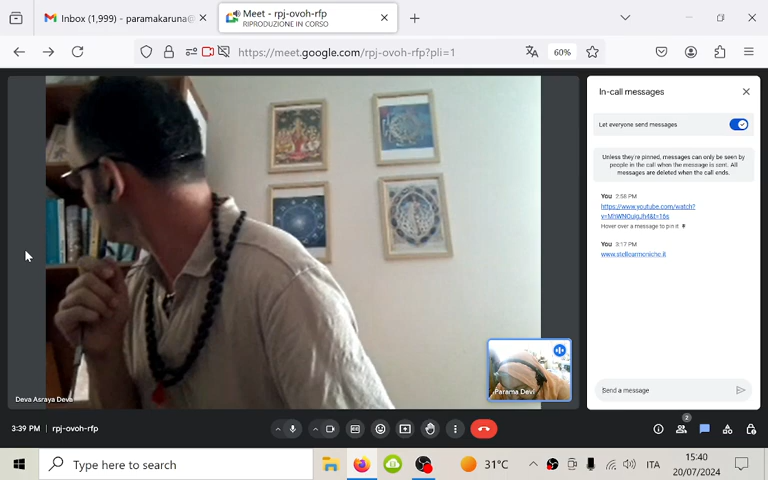 Inbox (1,999) - paramakaruna@
Meet - rpj-ovoh-rfp
RIPRODUZIONE IN CORSO
https://meet.google.com/rpj-ovoh-rfp?pli=1
60%
In-call messages
Let everyone send messages
Unless they're pinned, messages can only be seen by
people in the call when the message is sent. All
messages are deleted when the call ends.
You 2:58 PM
https://www.youtube.com/watch?
Hover over a message to pin it
You 3:17 PM
www.stelloarmoniche.it
Send a message
Deva Asraya Deva
Parama Devi
3:39 PM | rpj-ovoh-rfp
2
Type here to search
31°C
ITA
15:40
20/07/2024